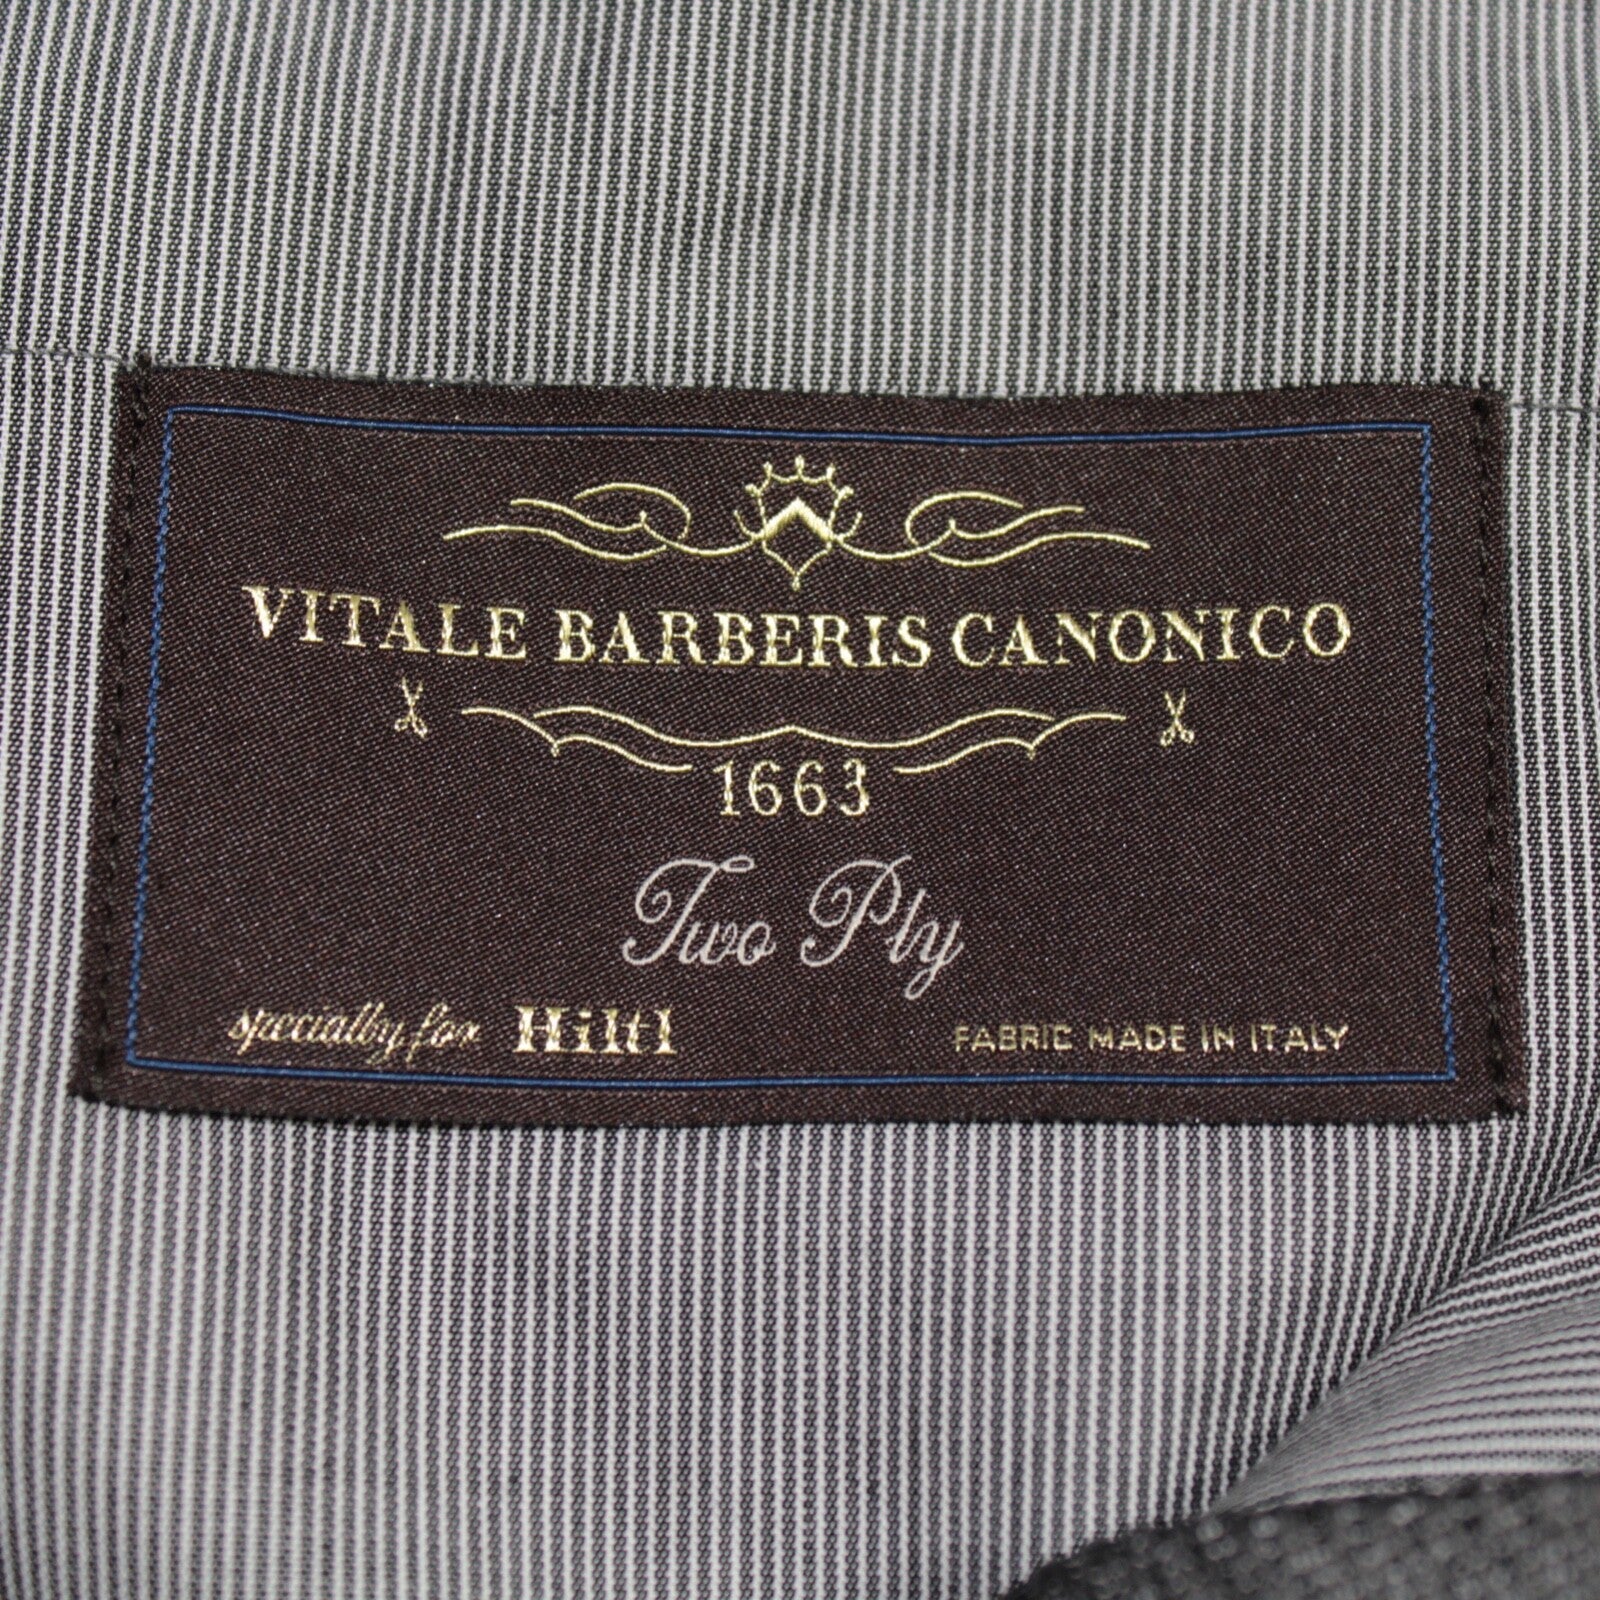 VITALE BARBERIS CANONICO
1663
Two Ply
specially for Hiltl
FABRIC MADE IN ITALY